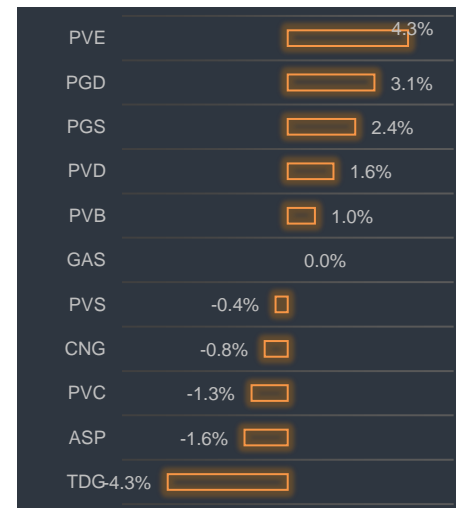 PVE 4.3%
PGD 3.1%
PGS 2.4%
PVD 1.6%
PVB 1.0%
GAS 0.0%
PVS -0.4%
CNG -0.8%
PVC -1.3%
ASP -1.6%
TDG -4.3%